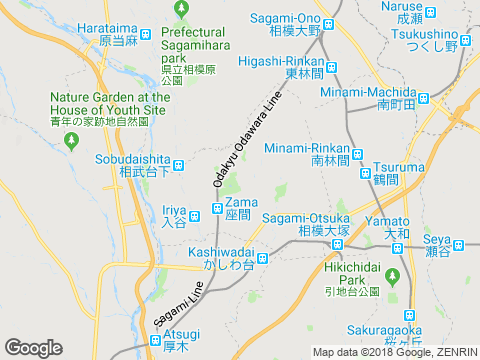 Sagami-Ono
相模大野
Naruse
成瀬
Harataima
原当麻
Prefectural
Sagamihara
park
県立相模原
公園
Tsukushino
つくし野
Higashi-Rinkan
東林間
Minami-Machida
南町田
Nature Garden at the
House of Youth Site
青年の家跡地自然園
Odakyu Odawara Line
Minami-Rinkan
南林間
Sobudaishita
相武台下
Tsuruma
鶴間
Zama
座間
Iriya
入谷
Sagami-Otsuka
相模大塚
Yamato
大和
Seya
瀬谷
Kashiwadai
かしわ台
Hikichidai
Park
引地台公園
Sagami-Line
Atsugi
厚木
Sakuragaoka
桜ヶ丘
Google
Map data ©2018 Google, ZENRIN